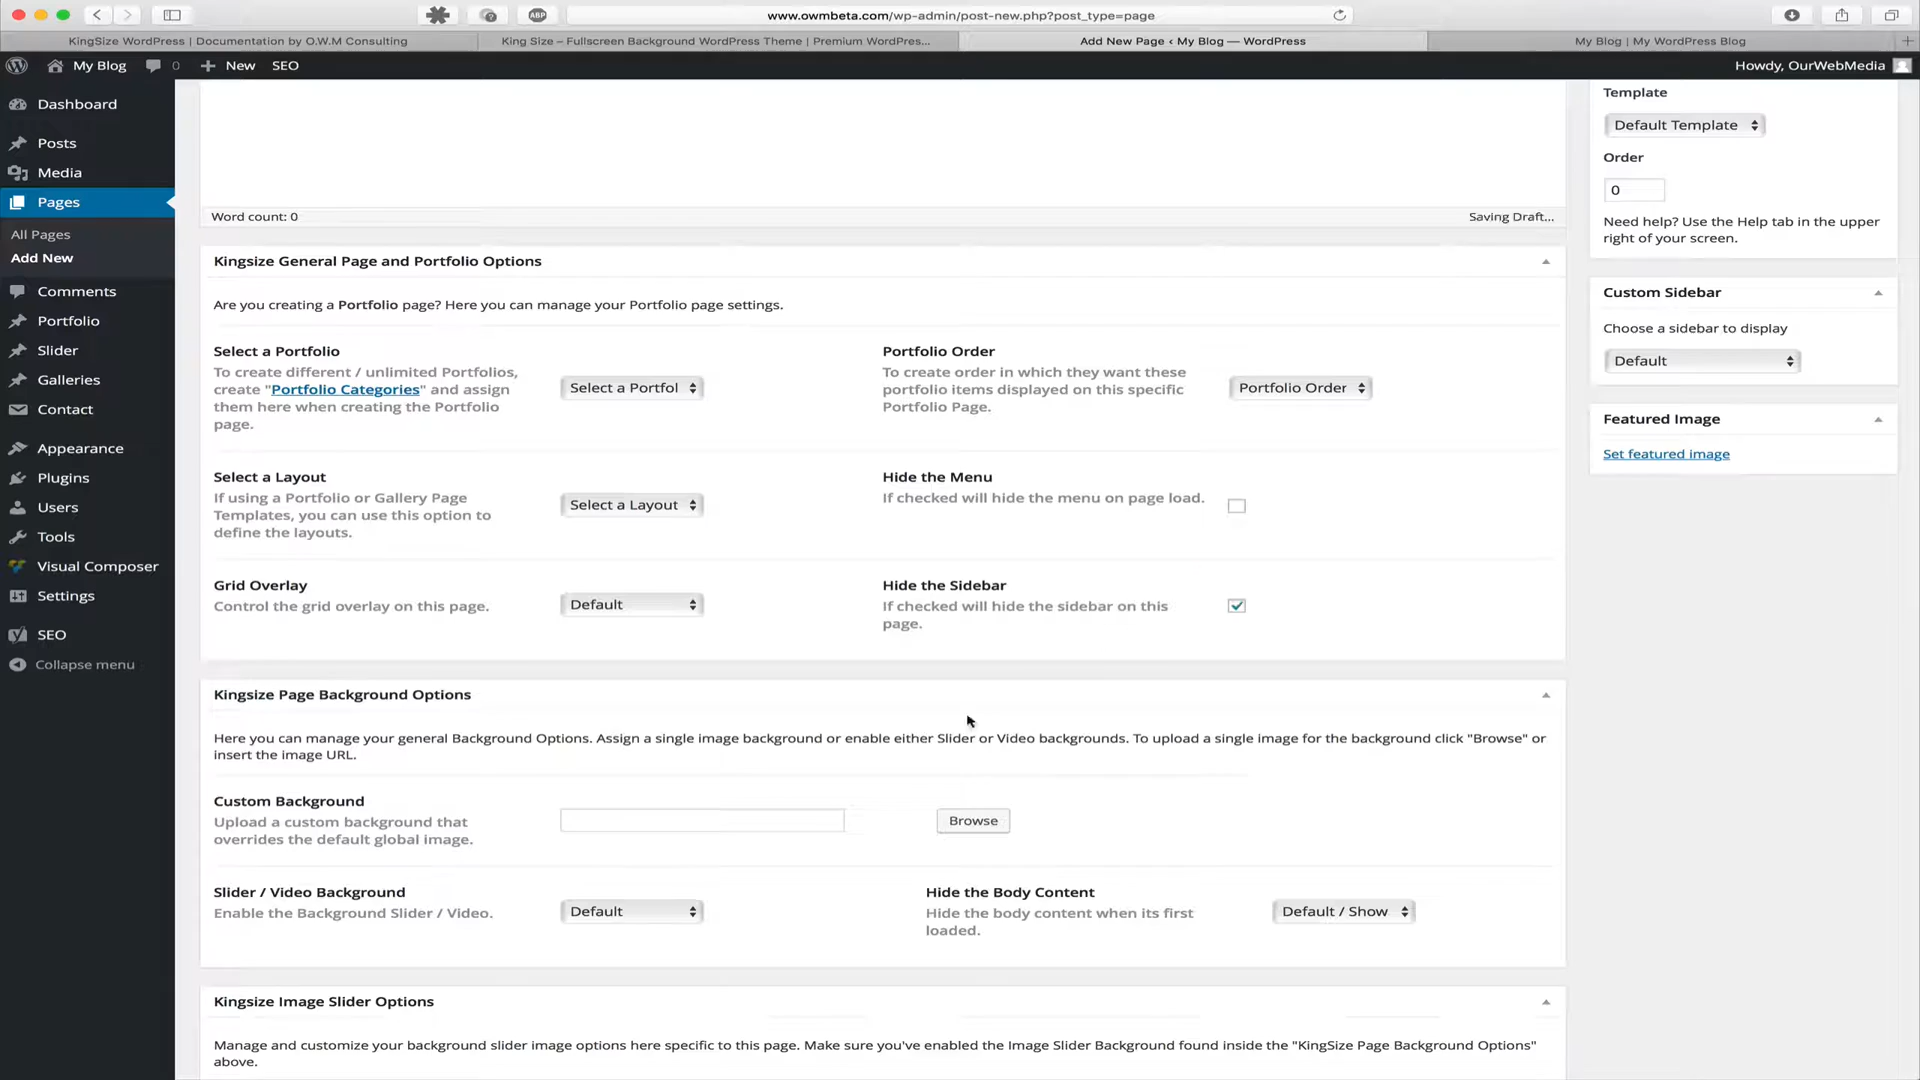 www.owmbeta.com/wp-admin/post-new.php?post_type=page
KingSize WordPress | Documentation by O.W.M Consulting
King Size – Fullscreen Background WordPress Theme | Premium WordPres...
Add New Page ‹ My Blog — WordPress
My Blog | My WordPress Blog
My Blog
0
New
SEO
Howdy, OurWebMedia
ABP
Dashboard
Posts
Media
Pages
All Pages
Add New
Comments
Portfolio
Slider
Galleries
Contact
Appearance
Plugins
Users
Tools
Visual Composer
Settings
SEO
Collapse menu
Word count: 0
Saving Draft...
Kingsize General Page and Portfolio Options
Are you creating a Portfolio page? Here you can manage your Portfolio page settings.
Select a Portfolio
To create different / unlimited Portfolios,
create "Portfolio Categories" and assign
them here when creating the Portfolio
page.
Select a Portfol
Portfolio Order
To create order in which they want these
portfolio items displayed on this specific
Portfolio Page.
Portfolio Order
Select a Layout
If using a Portfolio or Gallery Page
Templates, you can use this option to
define the layouts.
Select a Layout
Hide the Menu
If checked will hide the menu on page load.
Grid Overlay
Control the grid overlay on this page.
Default
Hide the Sidebar
If checked will hide the sidebar on this
page.
Kingsize Page Background Options
Here you can manage your general Background Options. Assign a single image background or enable either Slider or Video backgrounds. To upload a single image for the background click "Browse" or
insert the image URL.
Custom Background
Upload a custom background that
overrides the default global image.
Browse
Slider / Video Background
Enable the Background Slider / Video.
Default
Hide the Body Content
Hide the body content when its first
loaded.
Default / Show
Kingsize Image Slider Options
Manage and customize your background slider image options here specific to this page. Make sure you've enabled the Image Slider Background found inside the "KingSize Page Background Options"
above.
Template
Default Template
Order
0
Need help? Use the Help tab in the upper
right of your screen.
Custom Sidebar
Choose a sidebar to display
Default
Featured Image
Set featured image